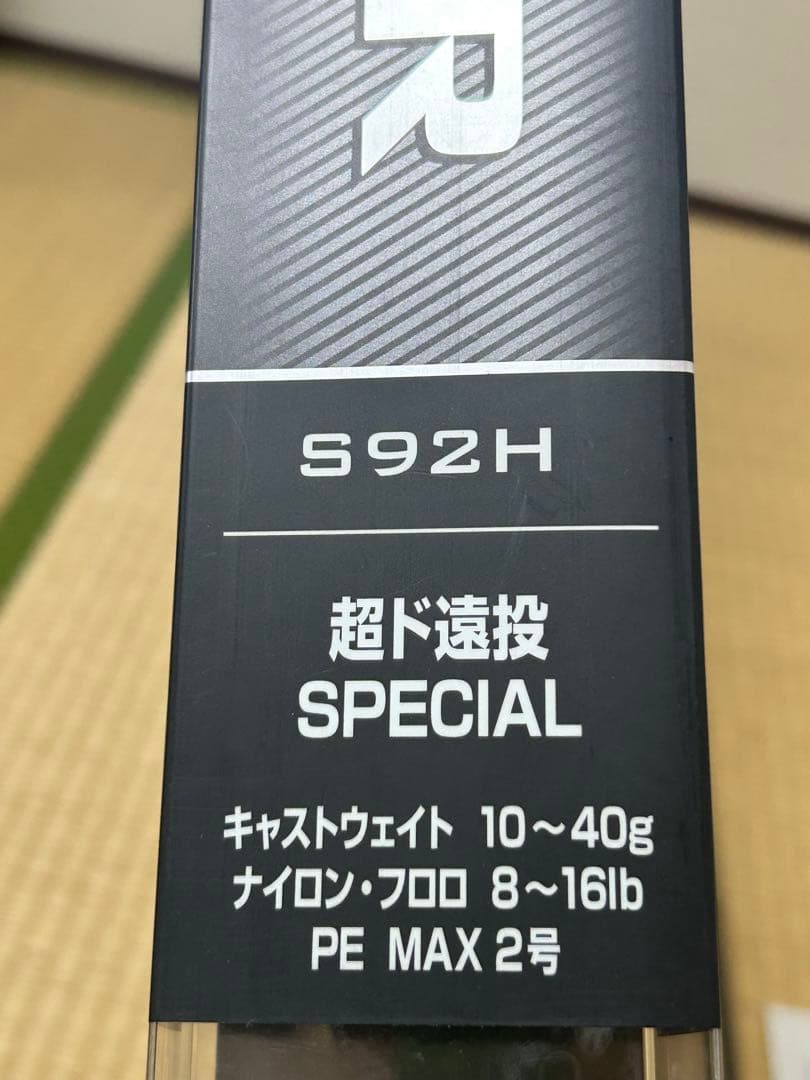 R
S92H
超ド遠投
SPECIAL
キャストウェイト 10～40g
ナイロン・フロロ 8～16lb
PE MAX 2号